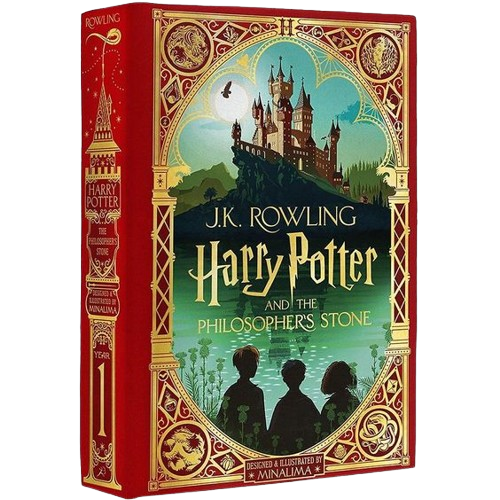 ROWLING
HARRY
POTTER
&
THE
PHILOSOPHER'S
STONE
DESIGNED &
ILLUSTRATED BY
MINALIMA
YEAR
1
J.K. ROWLING
Harry Potter
AND THE
PHILOSOPHER'S STONE
DESIGNED & ILLUSTRATED BY
MINALIMA